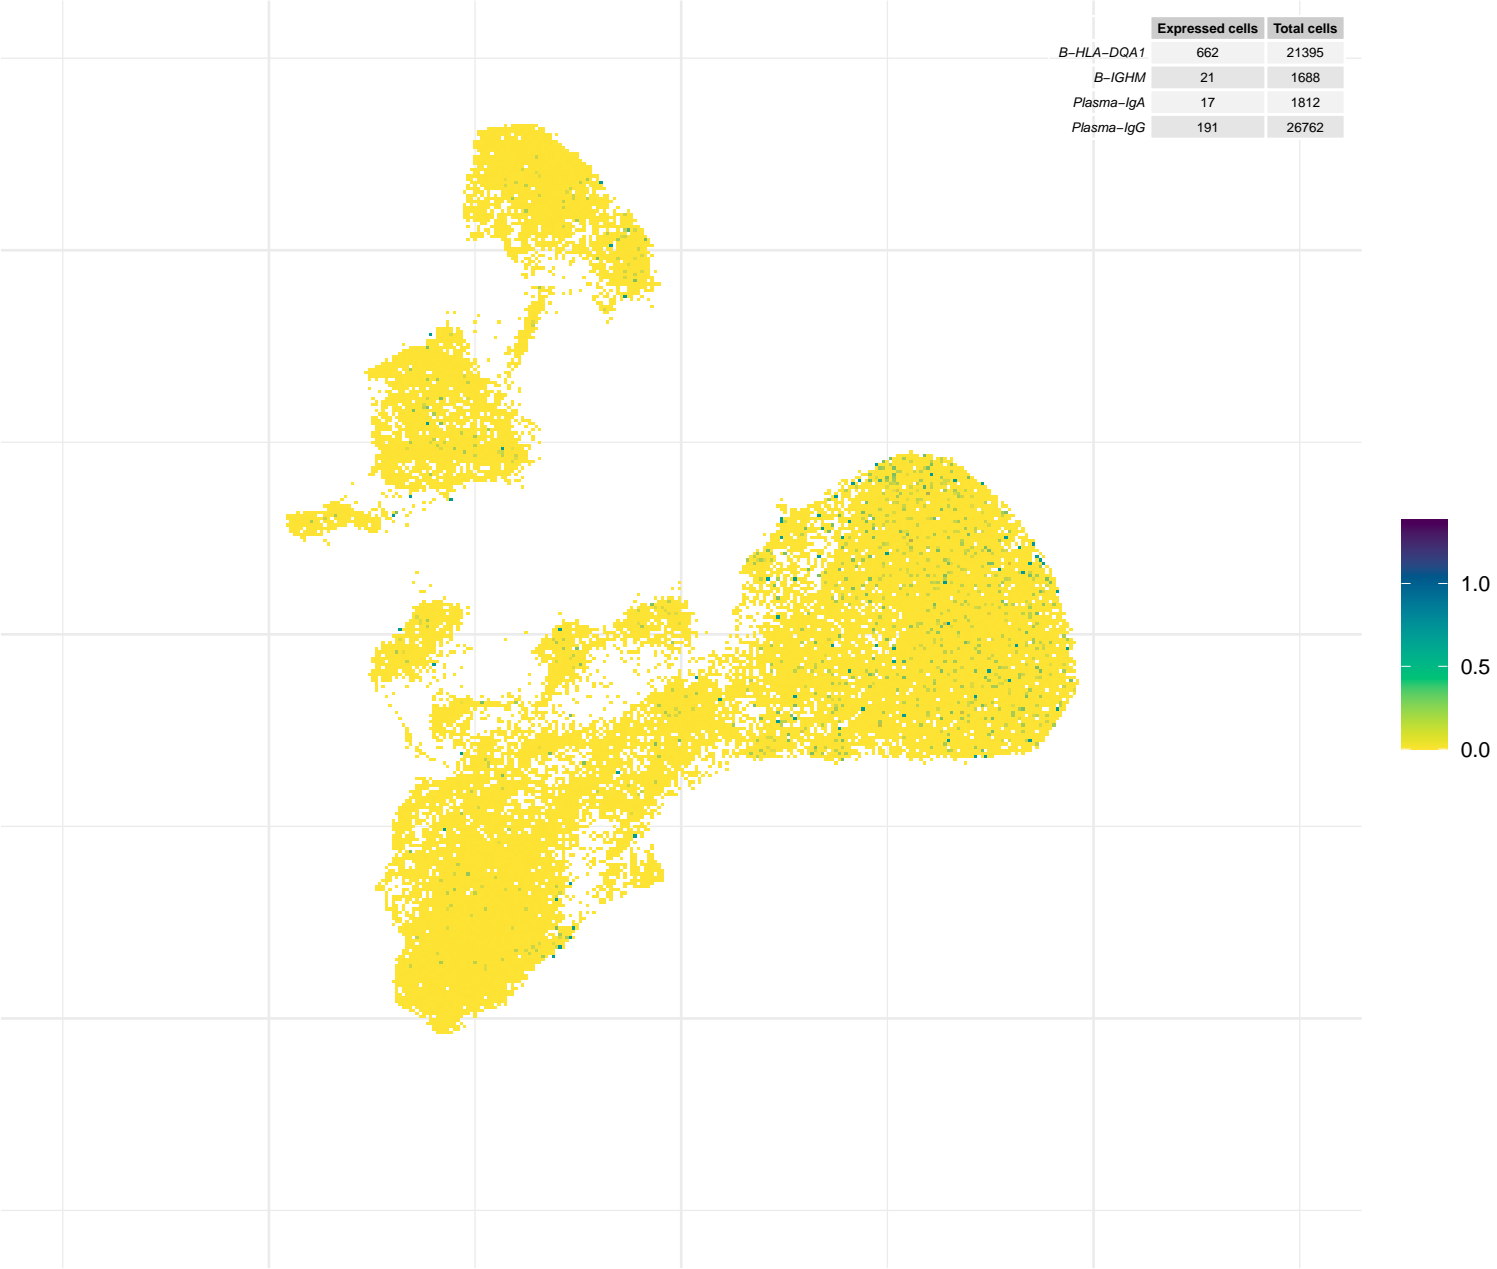 Expressed cells Total cells
B−HLA−DQA1 662 21395
B−IGHM 21 1688
Plasma−IgA 17 1812
Plasma−IgG 191 26762
1.0
0.5
0.0